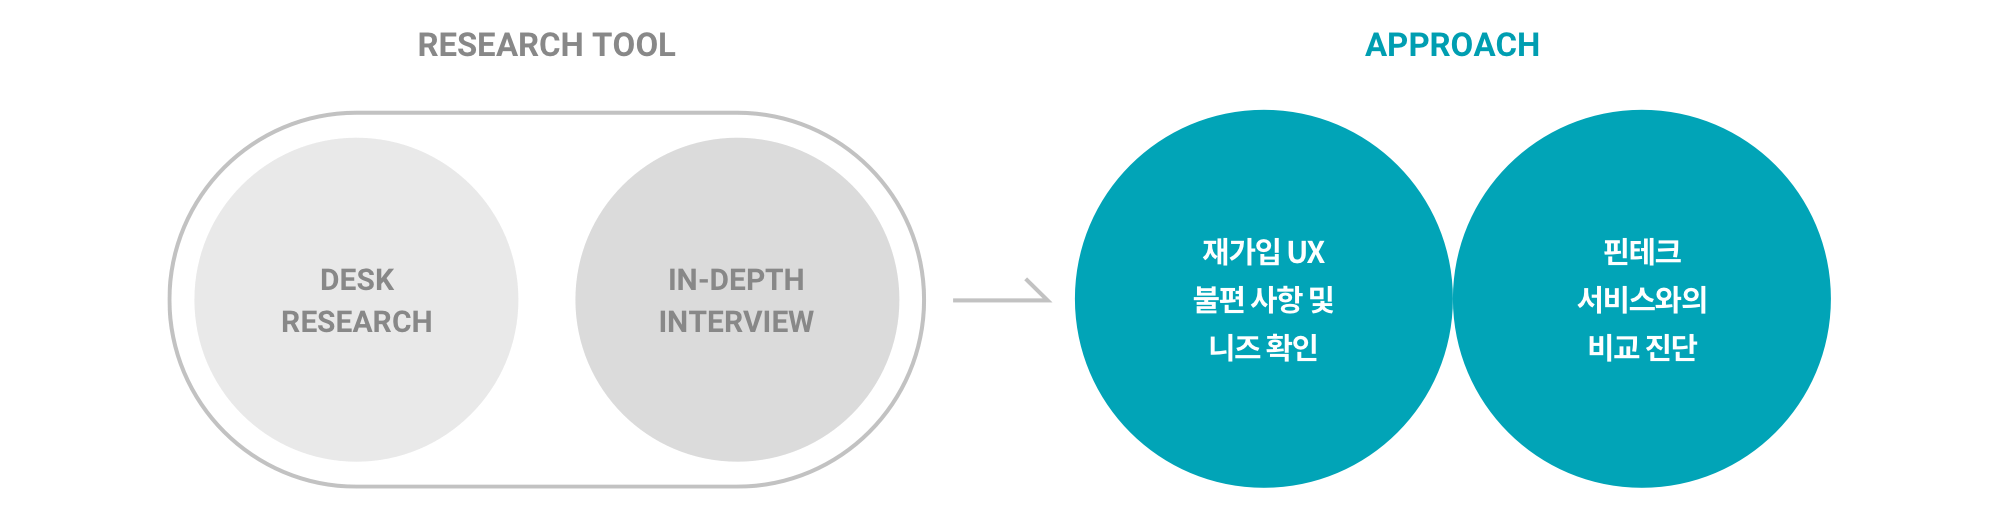 RESEARCH TOOL
DESK
RESEARCH
IN-DEPTH
INTERVIEW
APPROACH
재가입 UX
불편 사항 및
니즈 확인
핀테크
서비스와의
비교 진단